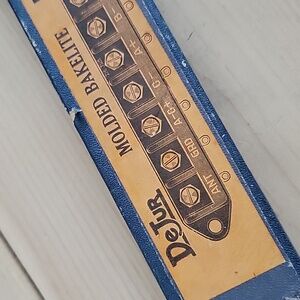 DeJur
MOLDED BAKELITE
ANT GRD A-C+ C- A+ B